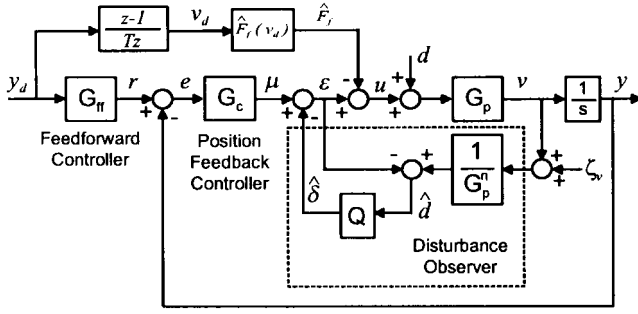 z-1
Tz
v_d
F̂_f(v_d)
F̂_f
y_d
G_ff
r
+
-
e
G_c
μ
+
-
ε
-
+
u
+
d
+
G_p
v
1
s
y
Feedforward
Controller
Position
Feedback
Controller
δ̂
-
+
Q
d̂
1
G_p^n
+
+
ζ_v
Disturbance
Observer